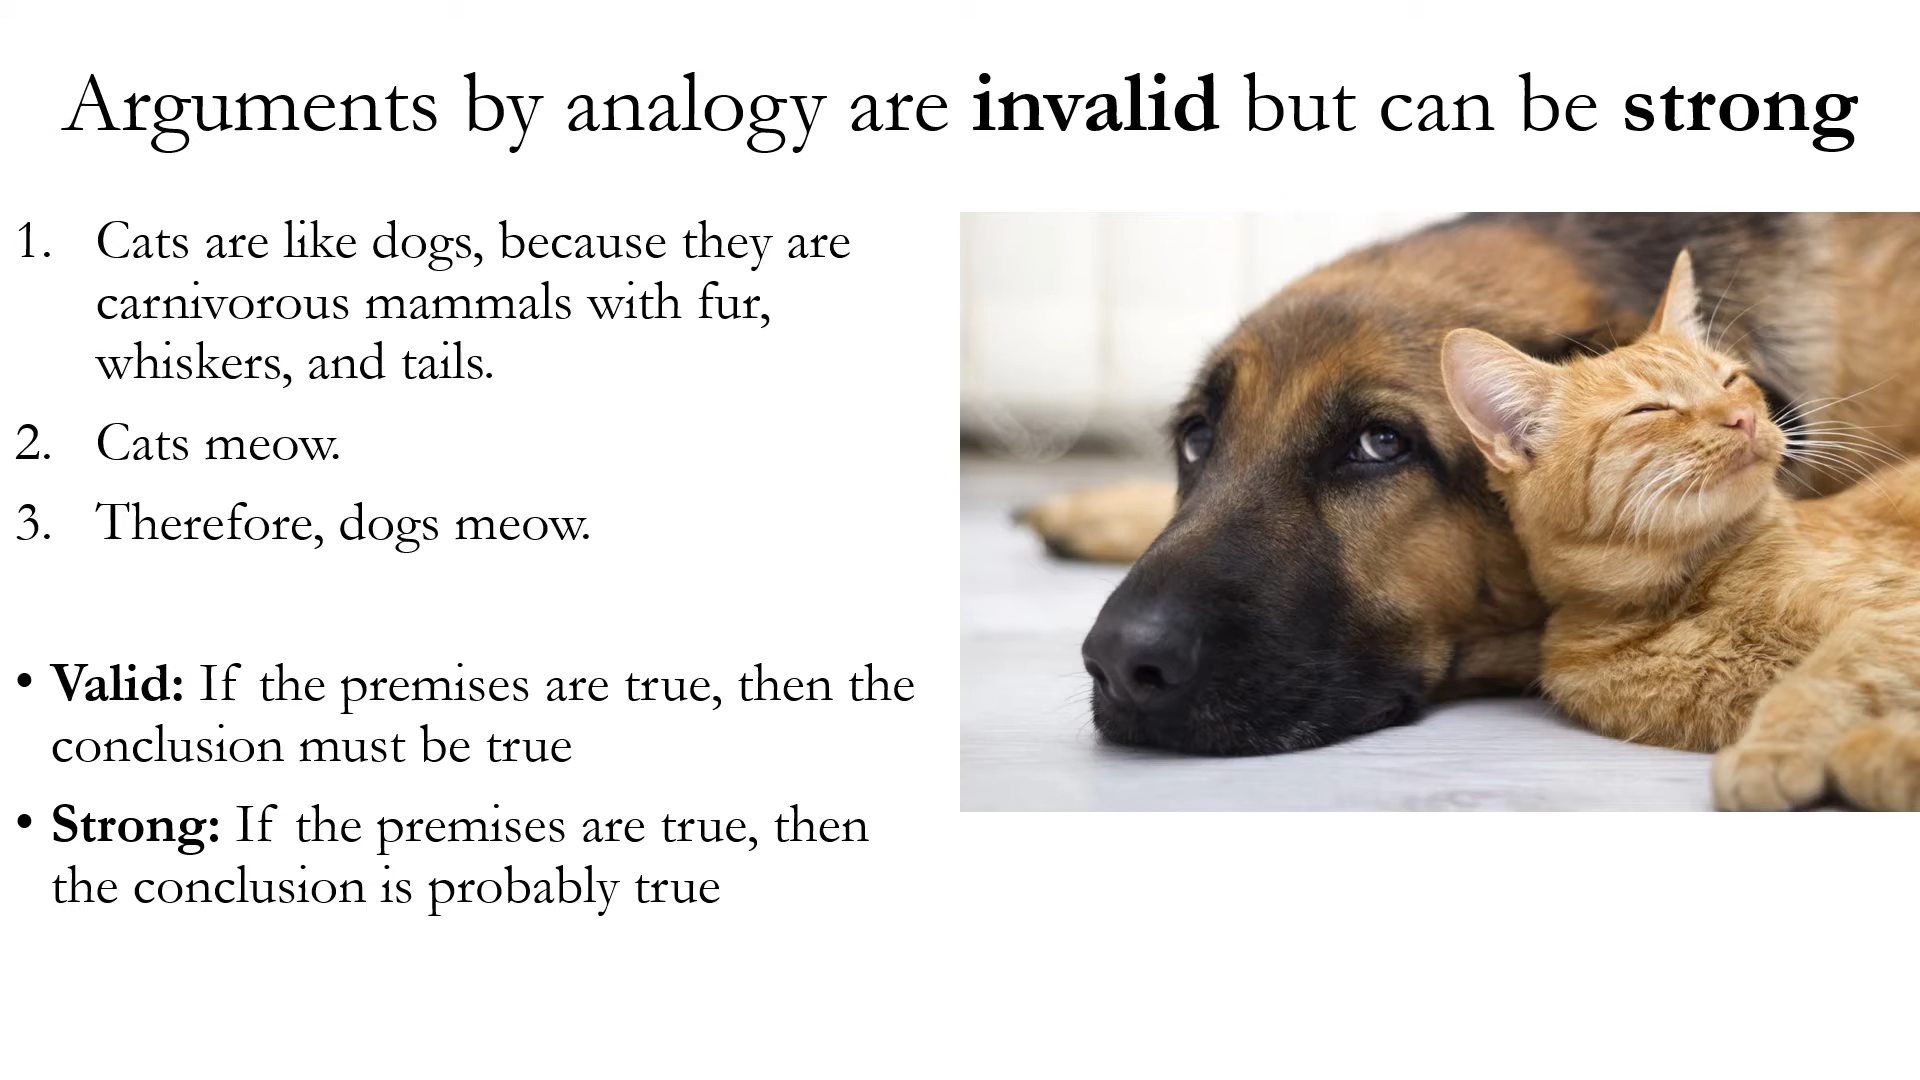 Arguments by analogy are invalid but can be strong
1. Cats are like dogs, because they are
carnivorous mammals with fur,
whiskers, and tails.
2. Cats meow.
3. Therefore, dogs meow.
• Valid: If the premises are true, then the
conclusion must be true
• Strong: If the premises are true, then
the conclusion is probably true